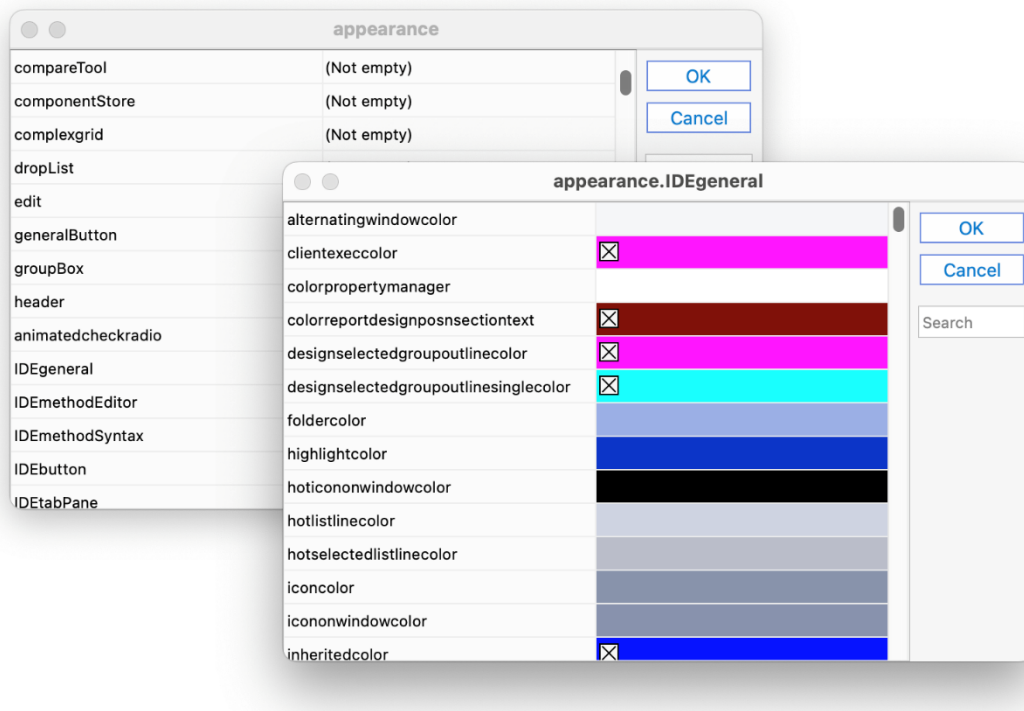 appearance
compareTool (Not empty)
componentStore (Not empty)
complexgrid (Not empty)
dropList
edit
generalButton
groupBox
header
animatedcheckradio
IDEgeneral
IDEmethodEditor
IDEmethodSyntax
IDEbutton
IDEtabPane
OK
Cancel
appearance.IDEgeneral
alternatingwindowcolor
clientexeccolor
colorpropertymanager
colorreportdesignposnsectiontext
designselectedgroupoutlinecolor
designselectedgroupoutlinesinglecolor
foldercolor
highlightcolor
hoticononwindowcolor
hotlistlinecolor
hotselectedlistlinecolor
iconcolor
icononwindowcolor
inheritedcolor
OK
Cancel
Search